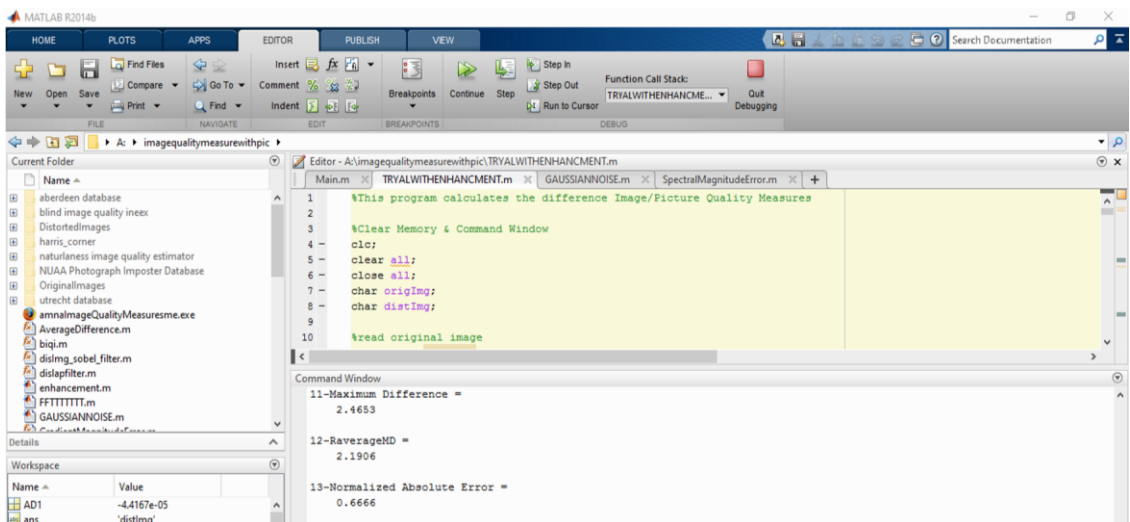 MATLAB R2014b
HOME PLOTS APPS EDITOR PUBLISH VIEW
Search Documentation
New Open Save
Find Files
Compare
Print
FILE
Go To
Find
NAVIGATE
Insert
Comment
Indent
EDIT
Breakpoints
BREAKPOINTS
Continue Step
Step In
Step Out
Run to Cursor
Function Call Stack:
TRYALWITHENHANCME...
Quit Debugging
DEBUG
A: imagequalitymeasurewithpic
Current Folder
Name
aberdeen database
blind image quality ineex
DistortedImages
harris_corner
naturlaness image quality estimator
NUAA Photograph Imposter Database
OriginalImages
utrecht database
amnaImageQualityMeasuresme.exe
AverageDifference.m
biqi.m
disImg_sobel_filter.m
dislapfilter.m
enhancement.m
FFTTTTTT.m
GAUSSIANNOISE.m
Details
Workspace
Name Value
AD1 -4.4167e-05
ans 'distImg'
Editor - A:\imagequalitymeasurewithpic\TRYALWITHENHANCMENT.m
Main.m TRYALWITHENHANCMENT.m GAUSSIANNOISE.m SpectralMagnitudeError.m
1 %This program calculates the difference Image/Picture Quality Measures
2
3 %Clear Memory & Command Window
4 - clc;
5 - clear all;
6 - close all;
7 - char origImg;
8 - char distImg;
9
10 %read original image
Command Window
11-Maximum Difference =
2.4653
12-RaverageMD =
2.1906
13-Normalized Absolute Error =
0.6666